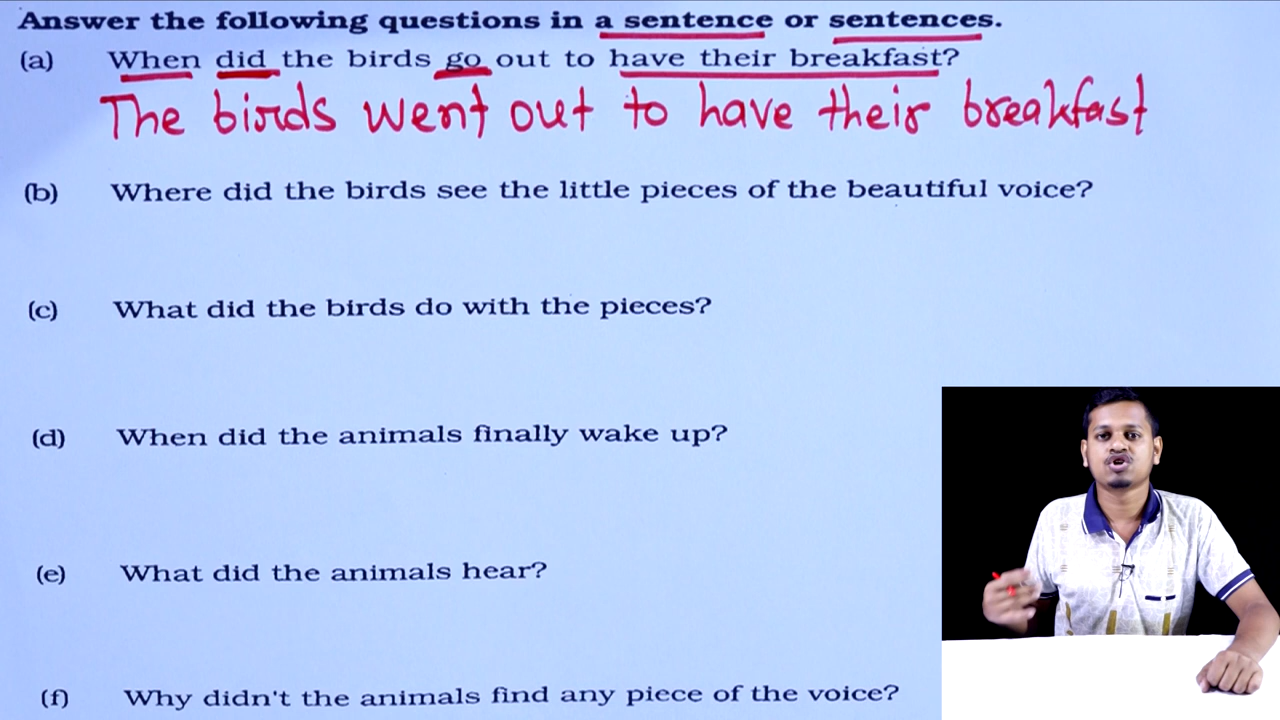 Answer the following questions in a sentence or sentences.
(a) When did the birds go out to have their breakfast?
The birds went out to have their breakfast
(b) Where did the birds see the little pieces of the beautiful voice?
(c) What did the birds do with the pieces?
(d) When did the animals finally wake up?
(e) What did the animals hear?
(f) Why didn't the animals find any piece of the voice?